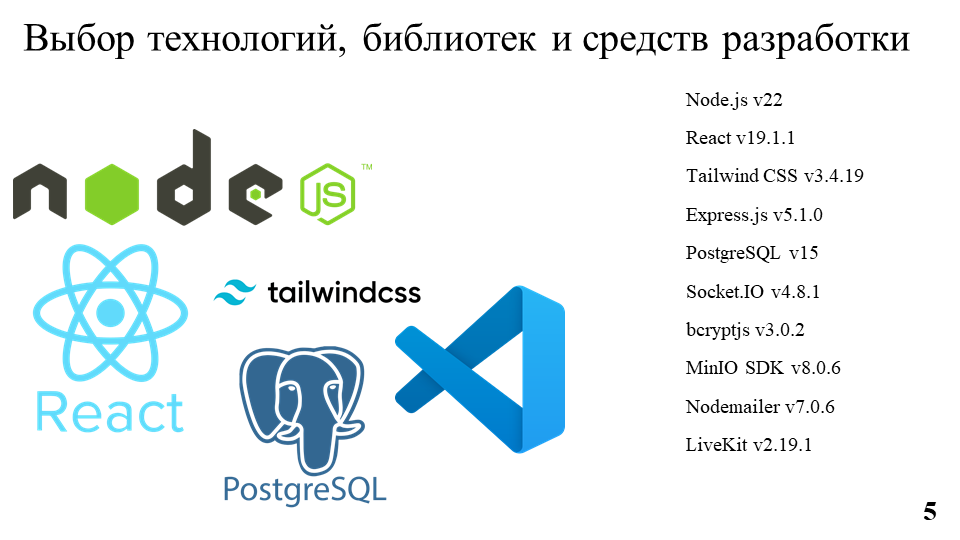 Выбор технологий, библиотек и средств разработки
Node.js v22
React v19.1.1
Tailwind CSS v3.4.19
Express.js v5.1.0
PostgreSQL v15
Socket.IO v4.8.1
bcryptjs v3.0.2
MinIO SDK v8.0.6
Nodemailer v7.0.6
LiveKit v2.19.1
node JS ™
React
tailwindcss
PostgreSQL
5